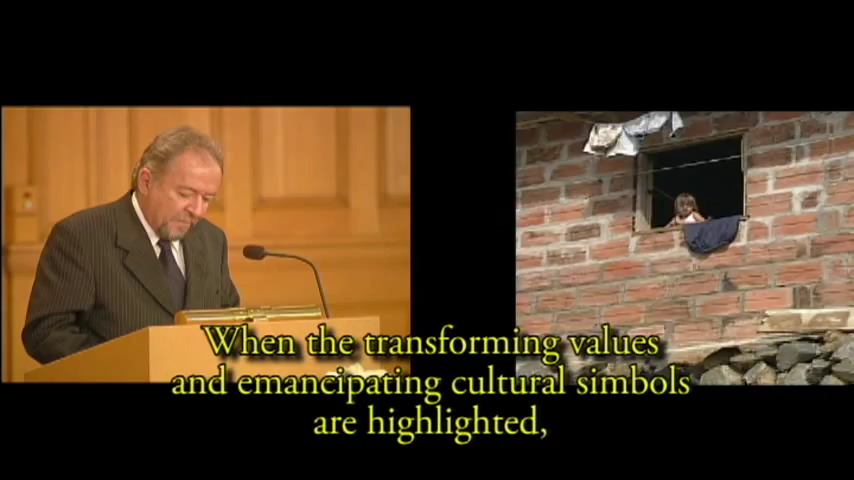 When the transforming values
and emancipating cultural simbols
are highlighted,